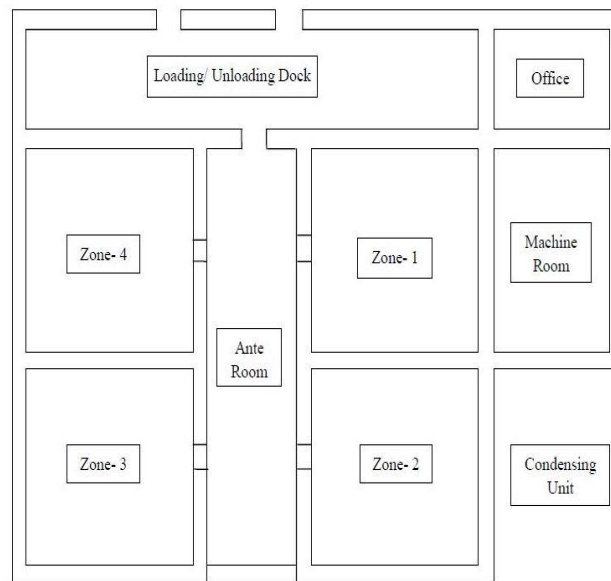 Loading/ Unloading Dock
Office
Zone- 4
Zone- 1
Machine
Room
Ante
Room
Zone- 3
Zone- 2
Condensing
Unit